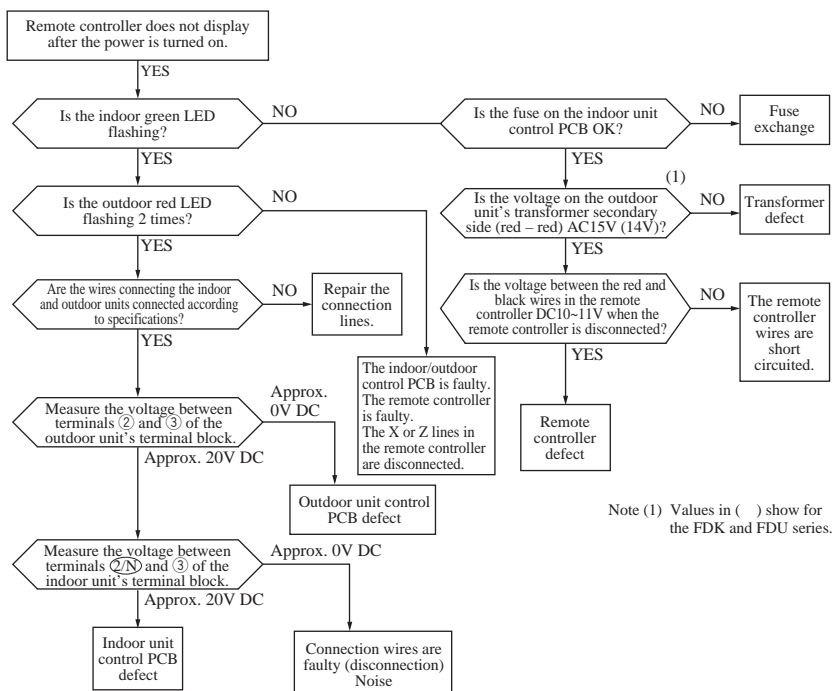 Remote controller does not display
after the power is turned on.
YES
Is the indoor green LED
flashing?
NO
Is the fuse on the indoor unit
control PCB OK?
NO
Fuse
exchange
YES
YES
(1)
Is the outdoor red LED
flashing 2 times?
NO
Is the voltage on the outdoor
unit's transformer secondary
side (red – red) AC15V (14V)?
NO
Transformer
defect
YES
YES
Are the wires connecting the indoor
and outdoor units connected according
to specifications?
NO
Repair the
connection
lines.
Is the voltage between the red and
black wires in the remote
controller DC10~11V when the
remote controller is disconnected?
NO
The remote
controller
wires are
short
circuited.
YES
YES
The indoor/outdoor
control PCB is faulty.
The remote controller
is faulty.
The X or Z lines in
the remote controller
are disconnected.
Remote
controller
defect
Measure the voltage between
terminals ② and ③ of the
outdoor unit's terminal block.
Approx.
0V DC
Approx. 20V DC
Outdoor unit control
PCB defect
Note (1) Values in ( ) show for
the FDK and FDU series.
Measure the voltage between
terminals 2/N and ③ of the
indoor unit's terminal block.
Approx. 0V DC
Approx. 20V DC
Indoor unit
control PCB
defect
Connection wires are
faulty (disconnection)
Noise